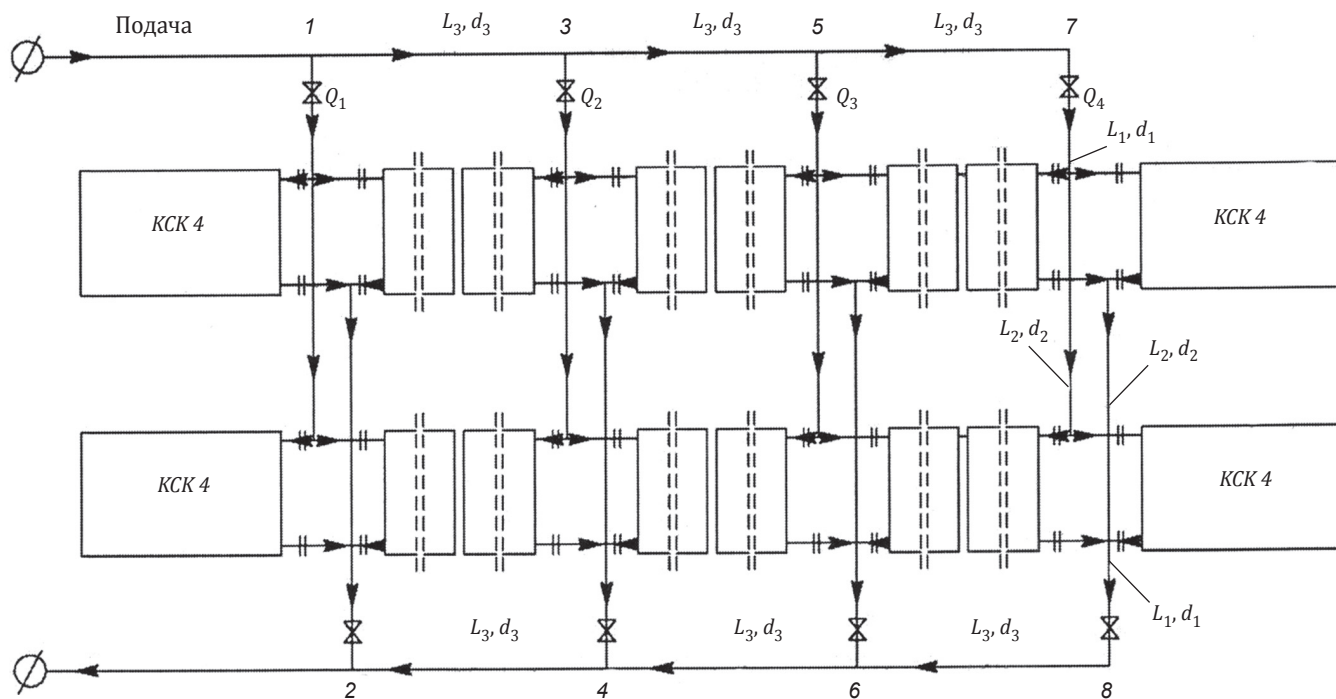 Подача 1 L₃, d₃ 3 L₃, d₃ 5 L₃, d₃ 7
Q₁ Q₂ Q₃ Q₄
L₁, d₁
КСК 4 КСК 4
L₂, d₂ L₂, d₂
КСК 4 КСК 4
L₁, d₁
L₃, d₃ L₃, d₃ L₃, d₃
2 4 6 8